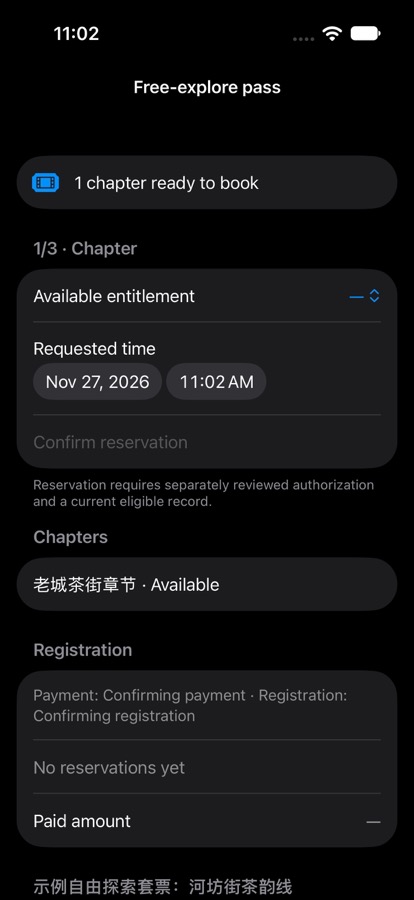 11:02
Free-explore pass
1 chapter ready to book
1/3 · Chapter
Available entitlement —
Requested time
Nov 27, 2026 11:02 AM
Confirm reservation
Reservation requires separately reviewed authorization
and a current eligible record.
Chapters
老城茶街章节 · Available
Registration
Payment: Confirming payment · Registration:
Confirming registration
No reservations yet
Paid amount —
示例自由探索套票：河坊街茶韵线